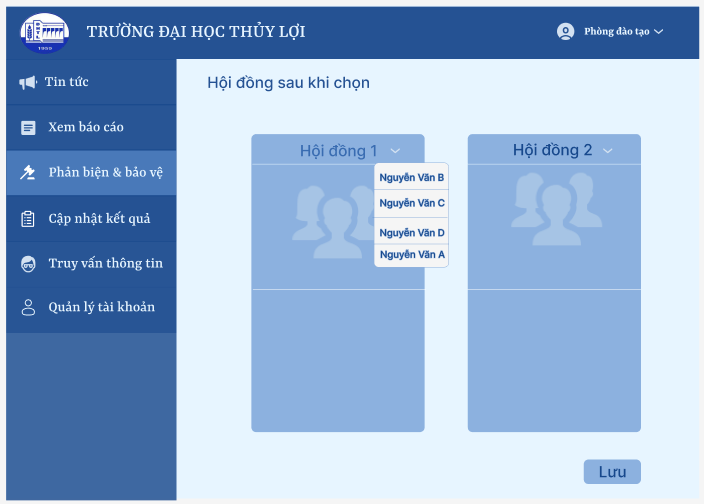 TRƯỜNG ĐẠI HỌC THỦY LỢI
Phòng đào tạo
1959
Tin tức
Xem báo cáo
Phản biện & bảo vệ
Cập nhật kết quả
Truy vấn thông tin
Quản lý tài khoản
Hội đồng sau khi chọn
Hội đồng 1
Nguyễn Văn B
Nguyễn Văn C
Nguyễn Văn D
Nguyễn Văn A
Hội đồng 2
Lưu